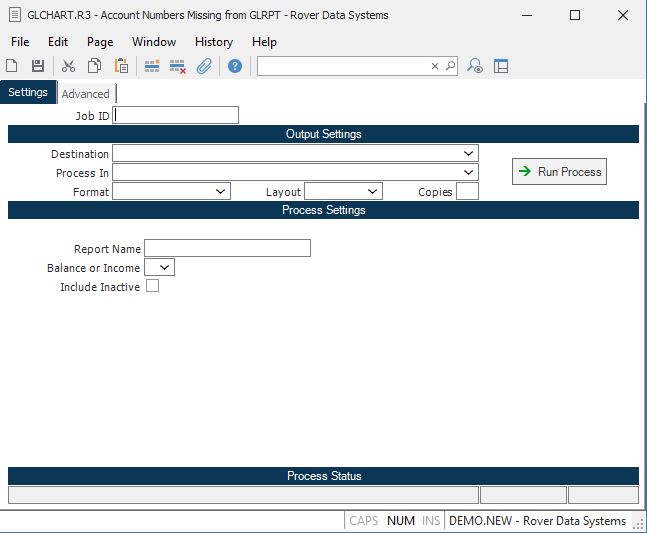 GLCHART.R3 - Account Numbers Missing from GLRPT - Rover Data Systems
File Edit Page Window History Help
Settings Advanced
Job ID
Output Settings
Destination
Process In
Run Process
Format Layout Copies
Process Settings
Report Name
Balance or Income
Include Inactive
Process Status
CAPS NUM INS DEMO.NEW - Rover Data Systems